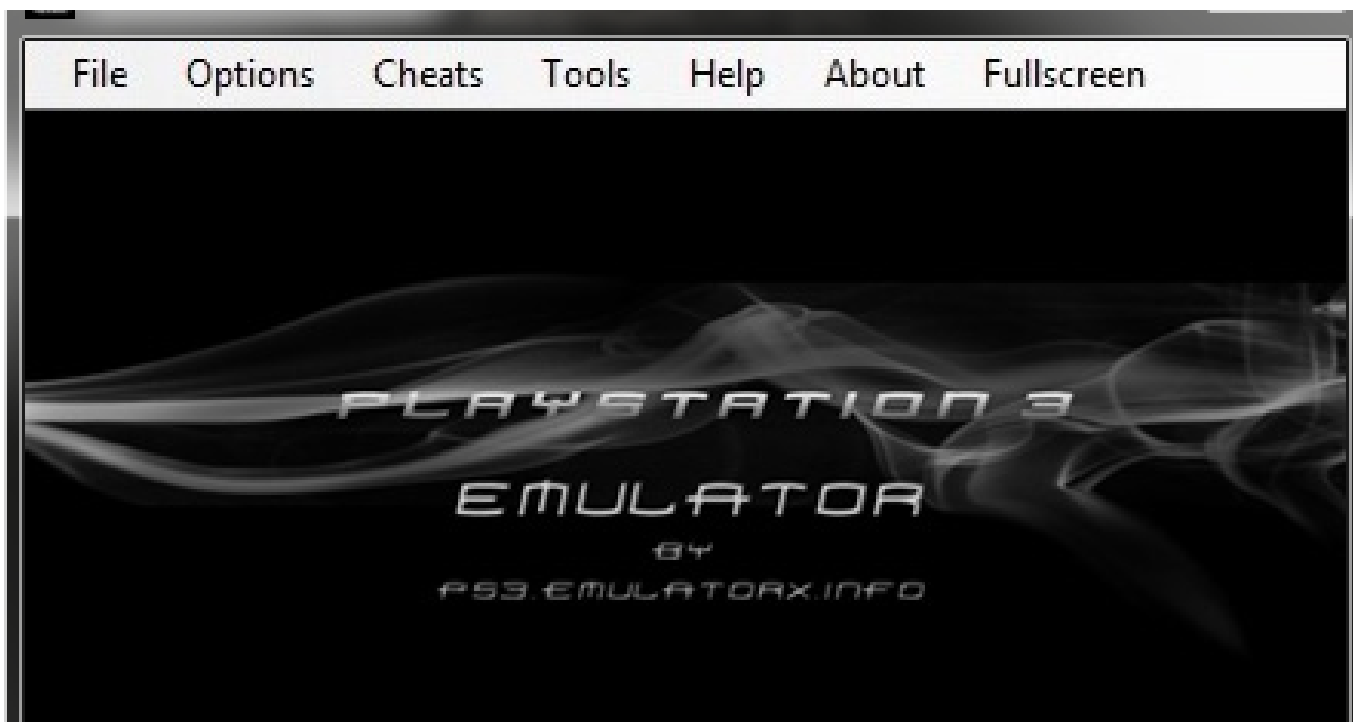 File Options Cheats Tools Help About Fullscreen
PLAYSTATION 3
EMULATOR
BY
PS3.EMULATORX.INFO